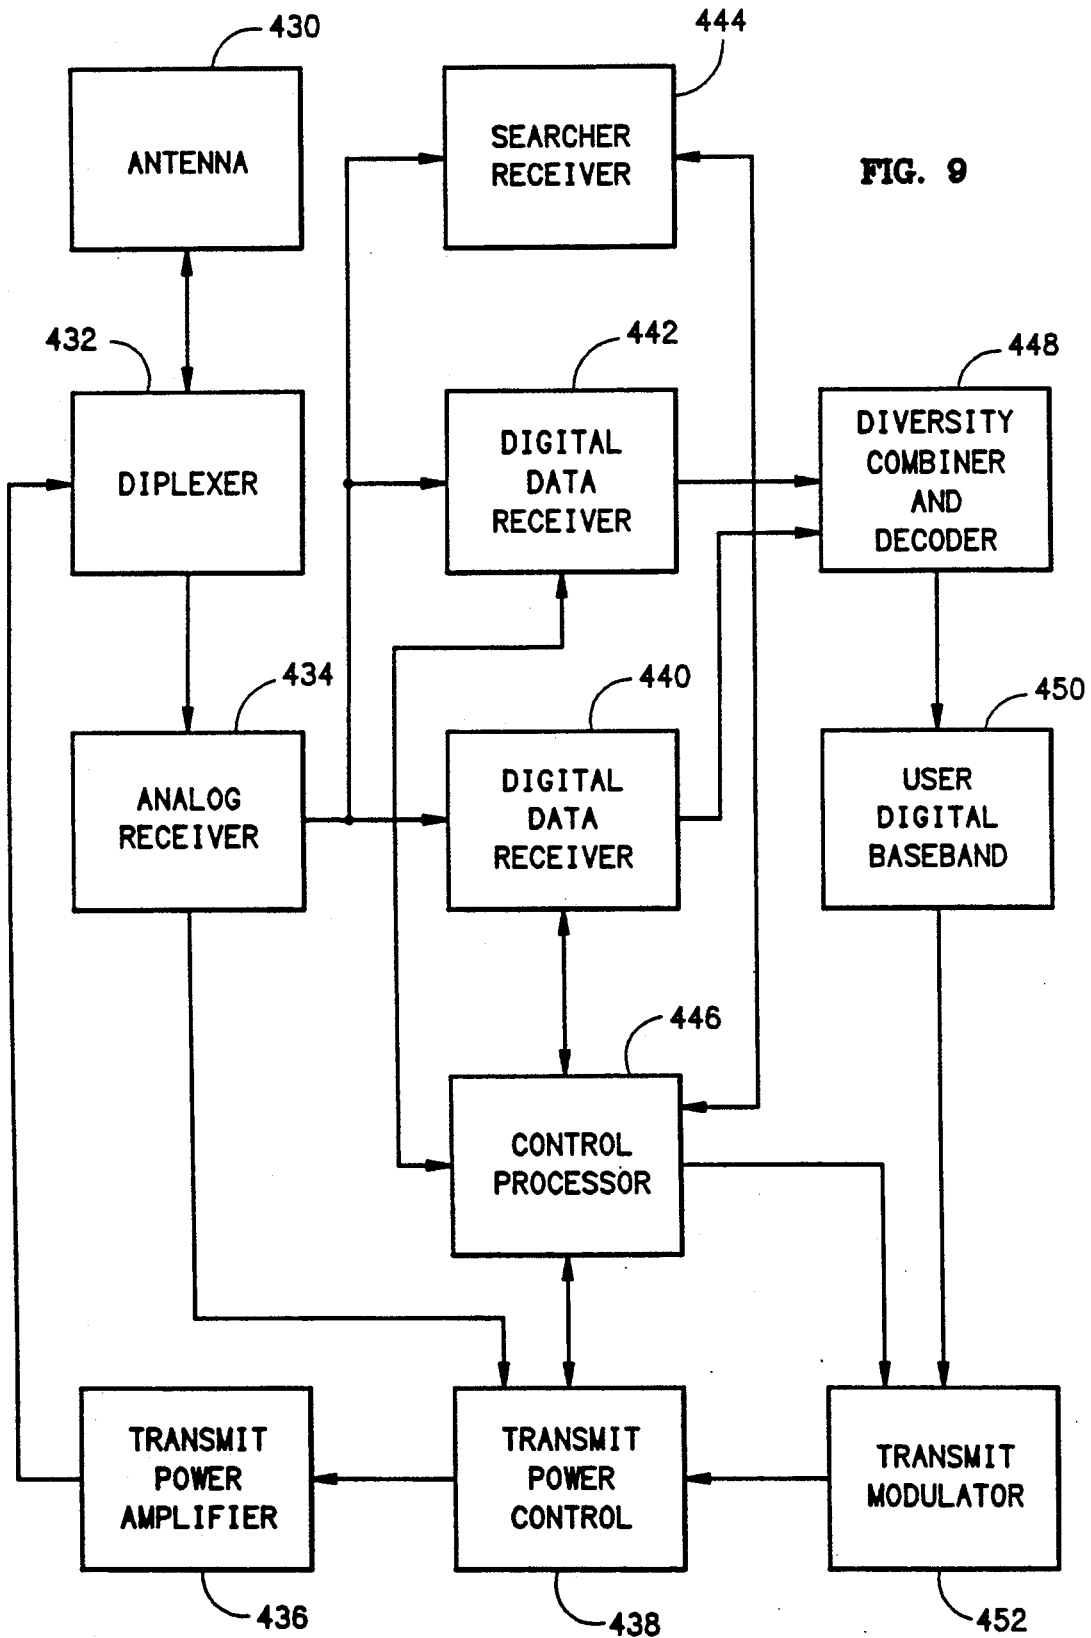 430
444
ANTENNA
SEARCHER
RECEIVER
FIG. 9
432
442
448
DIPLEXER
DIGITAL
DATA
RECEIVER
DIVERSITY
COMBINER
AND
DECODER
434
440
450
ANALOG
RECEIVER
DIGITAL
DATA
RECEIVER
USER
DIGITAL
BASEBAND
446
CONTROL
PROCESSOR
TRANSMIT
POWER
AMPLIFIER
TRANSMIT
POWER
CONTROL
TRANSMIT
MODULATOR
436
438
452